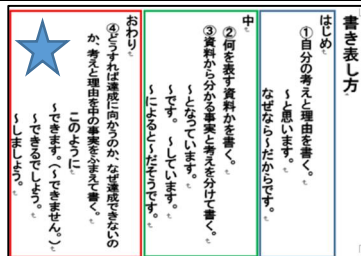 書き表し方
はじめ
①自分の考えと理由を書く。
～と思います。
なぜなら～だからです。
中
②何を表す資料かを書く。
③資料から分かる事実と考えを分けて書く。
～となっています。
～です。　～しています。
～によると～だそうです。
おわり
④どうすれば達成に向かうのか、なぜ達成できないの
か、考えと理由を中の事実をふまえて書く。
このように
～できます。（～できません。）
～できるでしょう。
～しましょう。